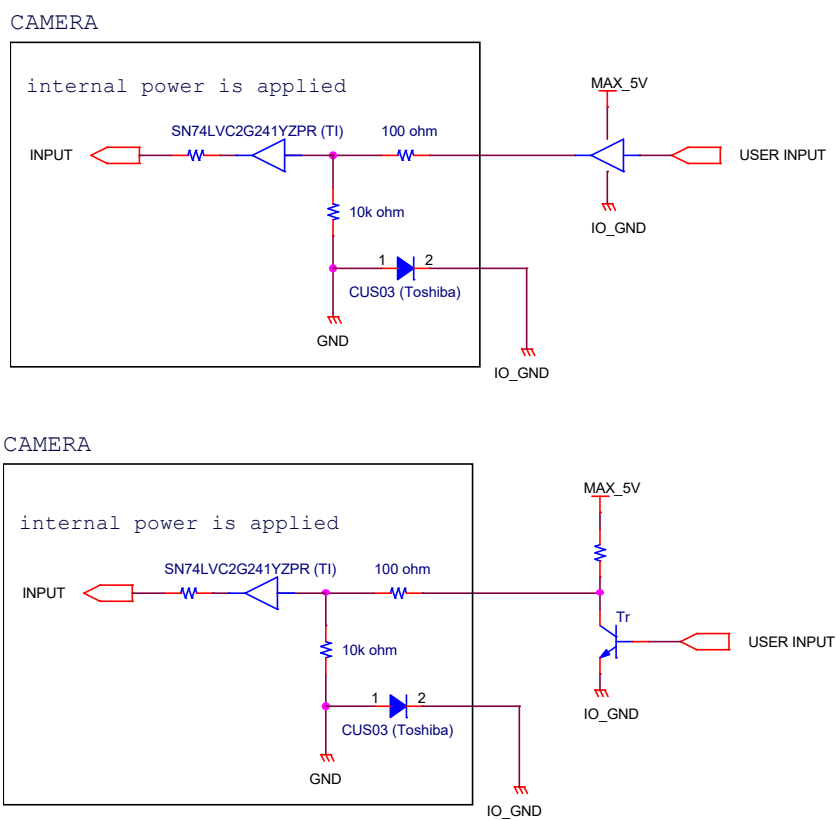 CAMERA
internal power is applied
MAX_5V
SN74LVC2G241YZPR (TI)
100 ohm
INPUT
USER INPUT
10k ohm
IO_GND
1
2
CUS03 (Toshiba)
GND
IO_GND
CAMERA
MAX_5V
internal power is applied
SN74LVC2G241YZPR (TI)
100 ohm
INPUT
Tr
USER INPUT
10k ohm
1
2
IO_GND
CUS03 (Toshiba)
GND
IO_GND